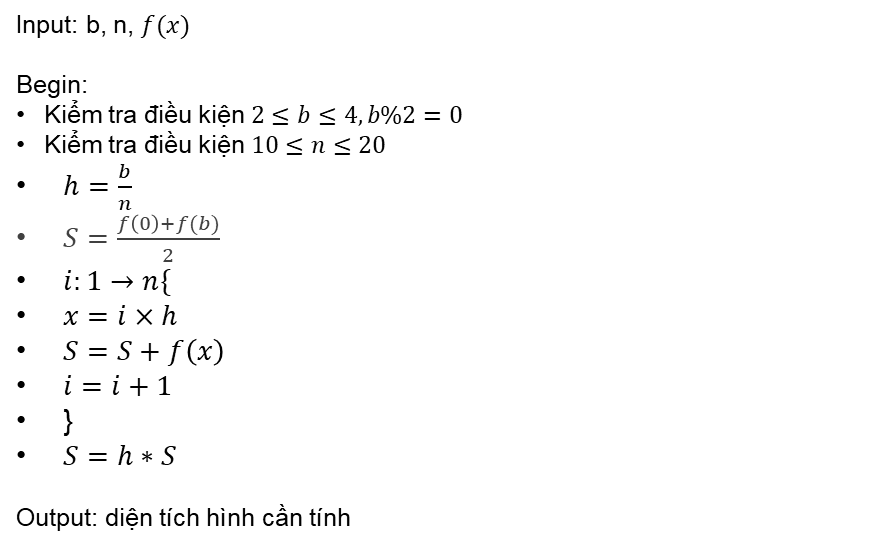 Input: b, n, f(x)
Begin:
• Kiểm tra điều kiện 2 ≤ b ≤ 4, b%2 = 0
• Kiểm tra điều kiện 10 ≤ n ≤ 20
• h = b/n
• S = (f(0)+f(b))/2
• i: 1 → n{
• x = i × h
• S = S + f(x)
• i = i + 1
• }
• S = h ∗ S
Output: diện tích hình cần tính